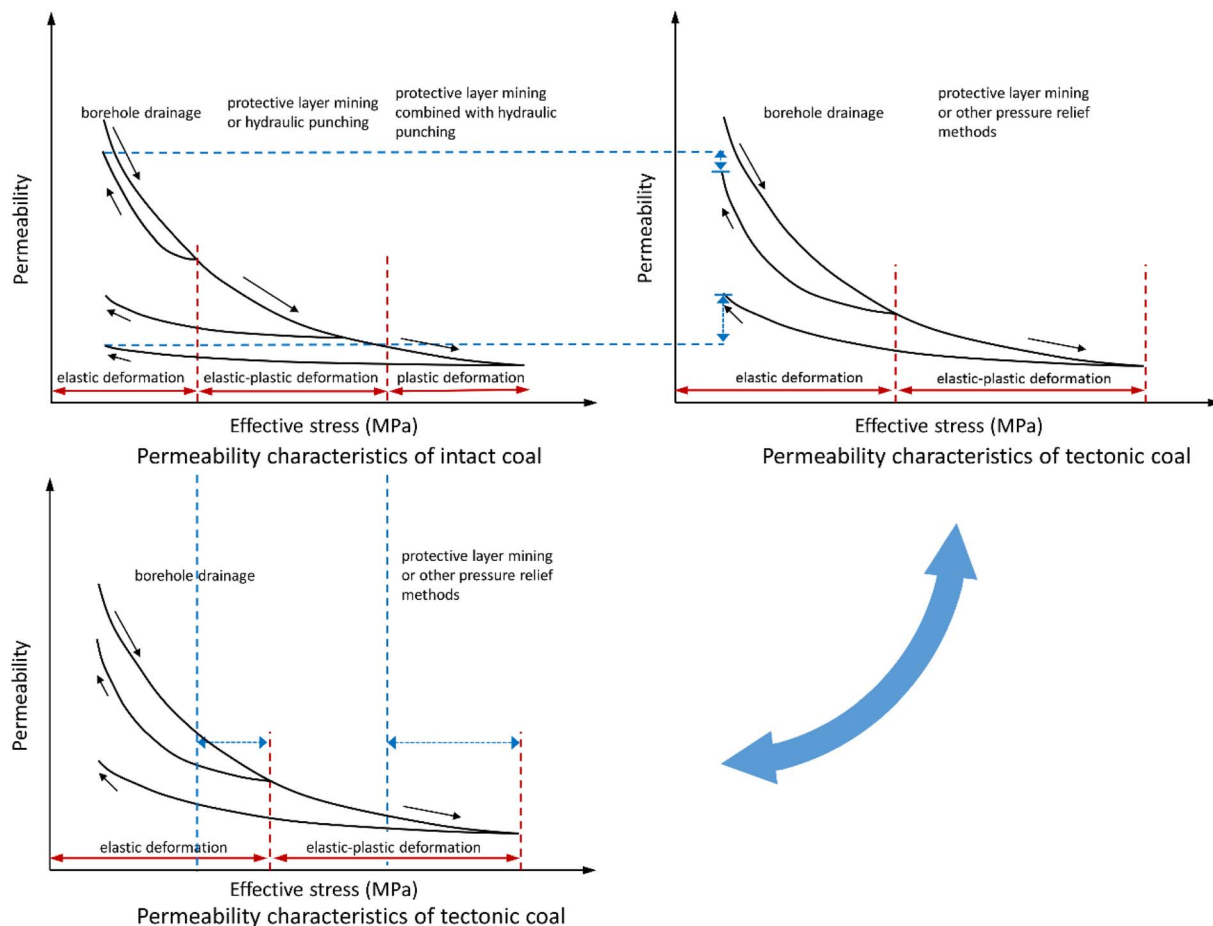 Permeability
borehole drainage
protective layer mining
or hydraulic punching
protective layer mining
combined with hydraulic
punching
elastic deformation
elastic-plastic deformation
plastic deformation
Effective stress (MPa)
Permeability characteristics of intact coal
Permeability
borehole drainage
protective layer mining
or other pressure relief
methods
elastic deformation
elastic-plastic deformation
Effective stress (MPa)
Permeability characteristics of tectonic coal
Permeability
borehole drainage
protective layer mining
or other pressure relief
methods
elastic deformation
elastic-plastic deformation
Effective stress (MPa)
Permeability characteristics of tectonic coal